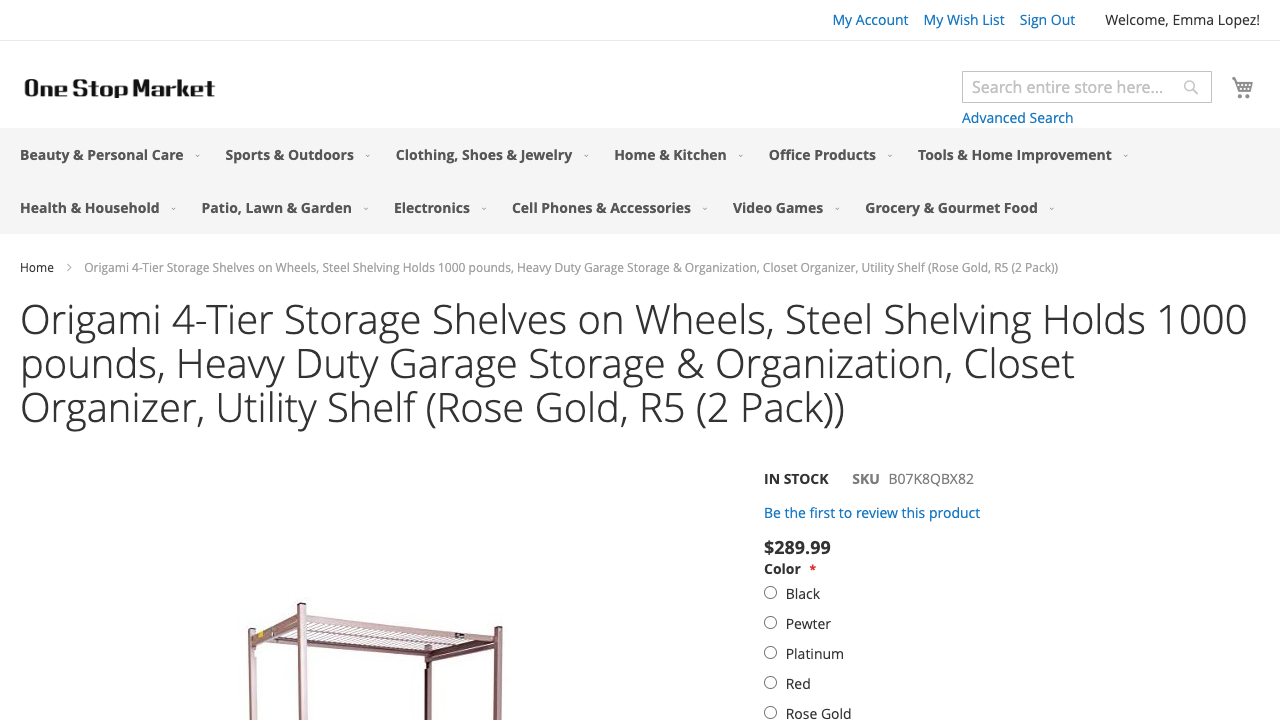 My Account My Wish List Sign Out Welcome, Emma Lopez!
One Stop Market
Search entire store here...
Advanced Search
Beauty & Personal Care Sports & Outdoors Clothing, Shoes & Jewelry Home & Kitchen Office Products Tools & Home Improvement
Health & Household Patio, Lawn & Garden Electronics Cell Phones & Accessories Video Games Grocery & Gourmet Food
Home Origami 4-Tier Storage Shelves on Wheels, Steel Shelving Holds 1000 pounds, Heavy Duty Garage Storage & Organization, Closet Organizer, Utility Shelf (Rose Gold, R5 (2 Pack))
Origami 4-Tier Storage Shelves on Wheels, Steel Shelving Holds 1000
pounds, Heavy Duty Garage Storage & Organization, Closet
Organizer, Utility Shelf (Rose Gold, R5 (2 Pack))
IN STOCK SKU B07K8QBX82
Be the first to review this product
$289.99
Color *
Black
Pewter
Platinum
Red
Rose Gold